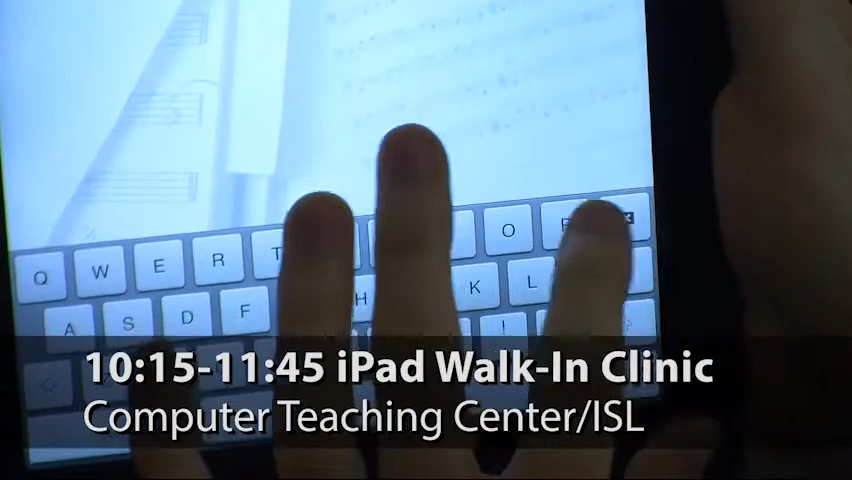 Q W E R T O P
A S D F H K L
!
10:15-11:45 iPad Walk-In Clinic
Computer Teaching Center/ISL